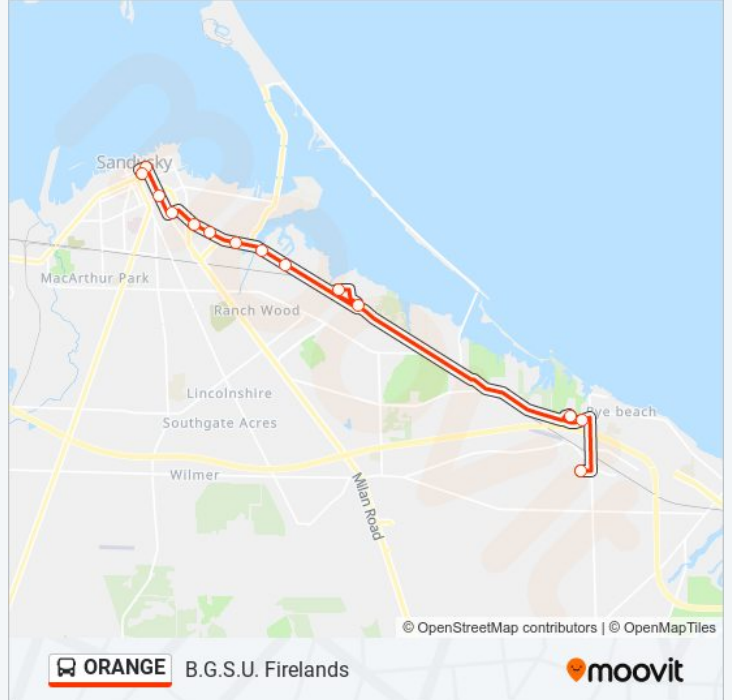 Sandusky
MacArthur Park
Ranch Wood
Lincolnshire
Southgate Acres
Rye beach
Wilmer
Milan Road
© OpenStreetMap contributors | © OpenMapTiles
ORANGE B.G.S.U. Firelands
moovit